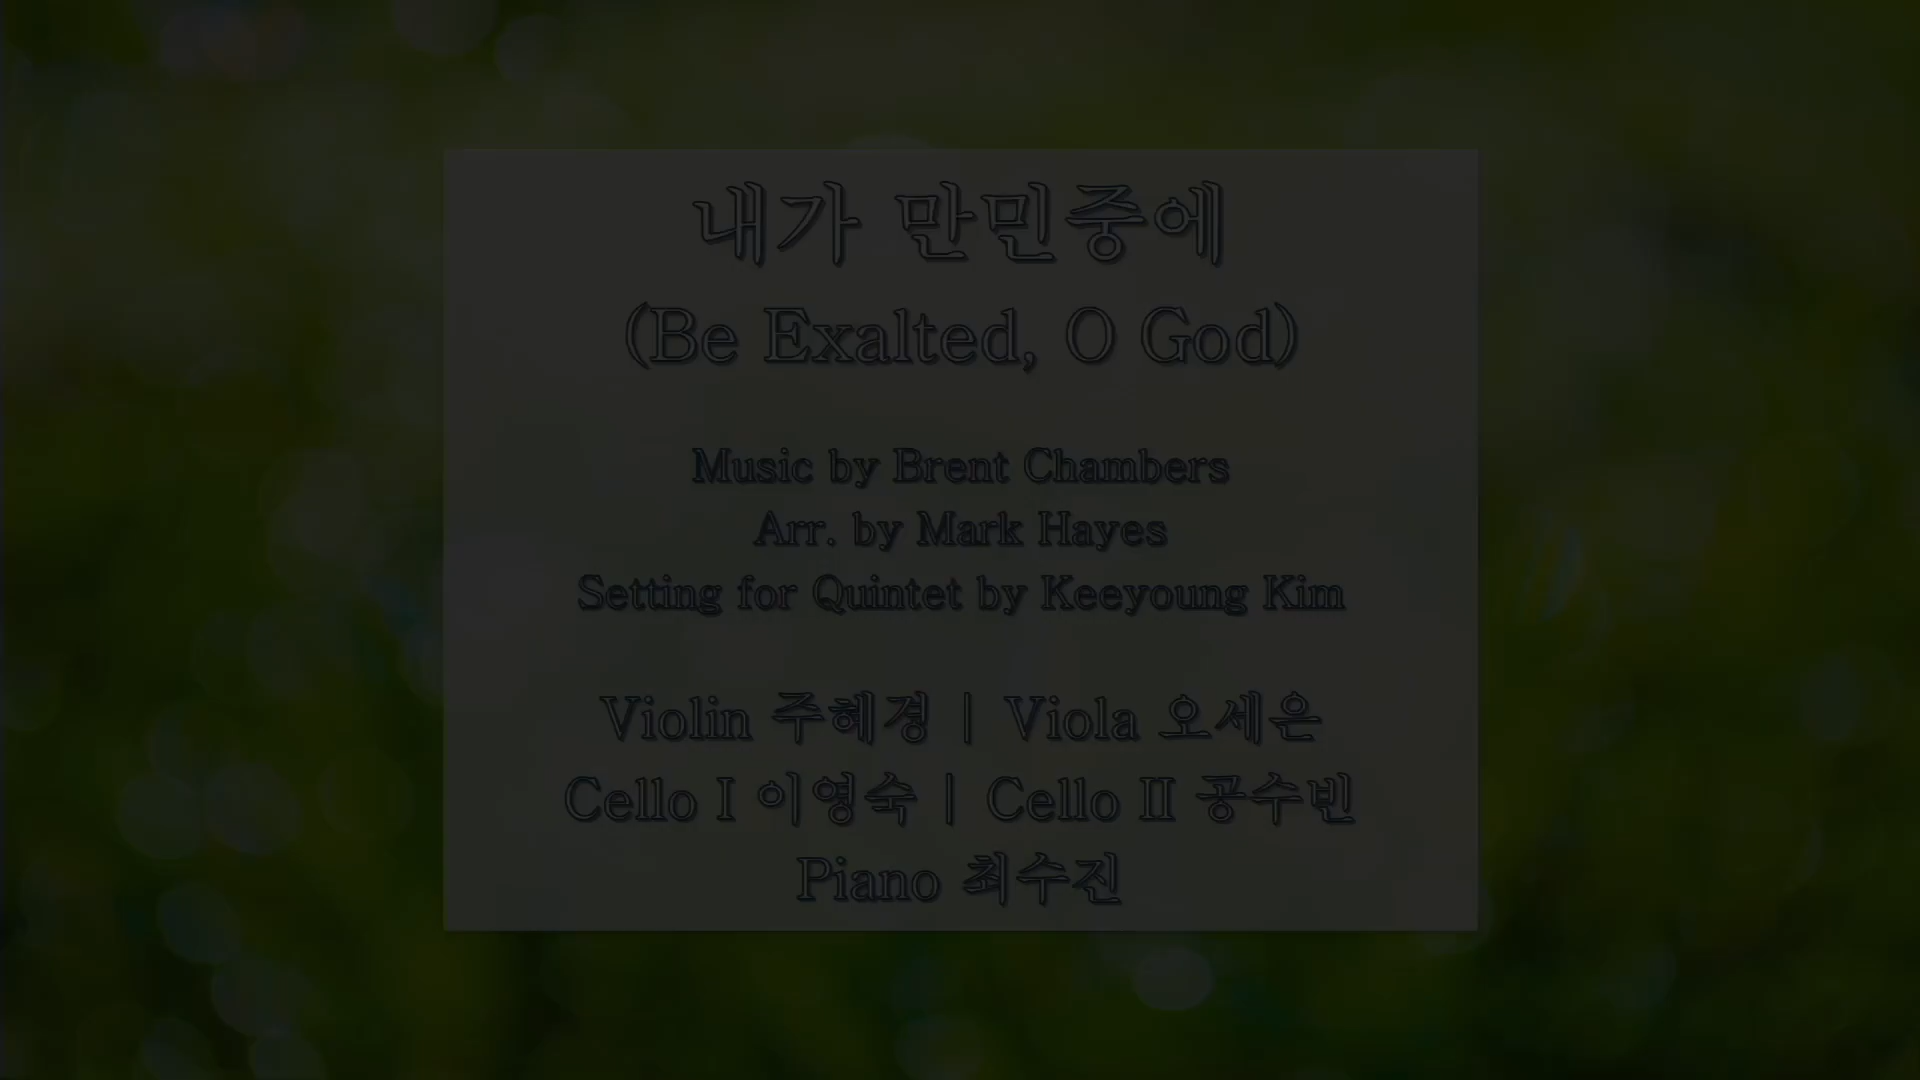 내가 만민중에
(Be Exalted, O God)
Music by Brent Chambers
Arr. by Mark Hayes
Setting for Quintet by Keeyoung Kim
Violin 주혜경 | Viola 오세은
Cello I 이영숙 | Cello II 공수빈
Piano 최수진